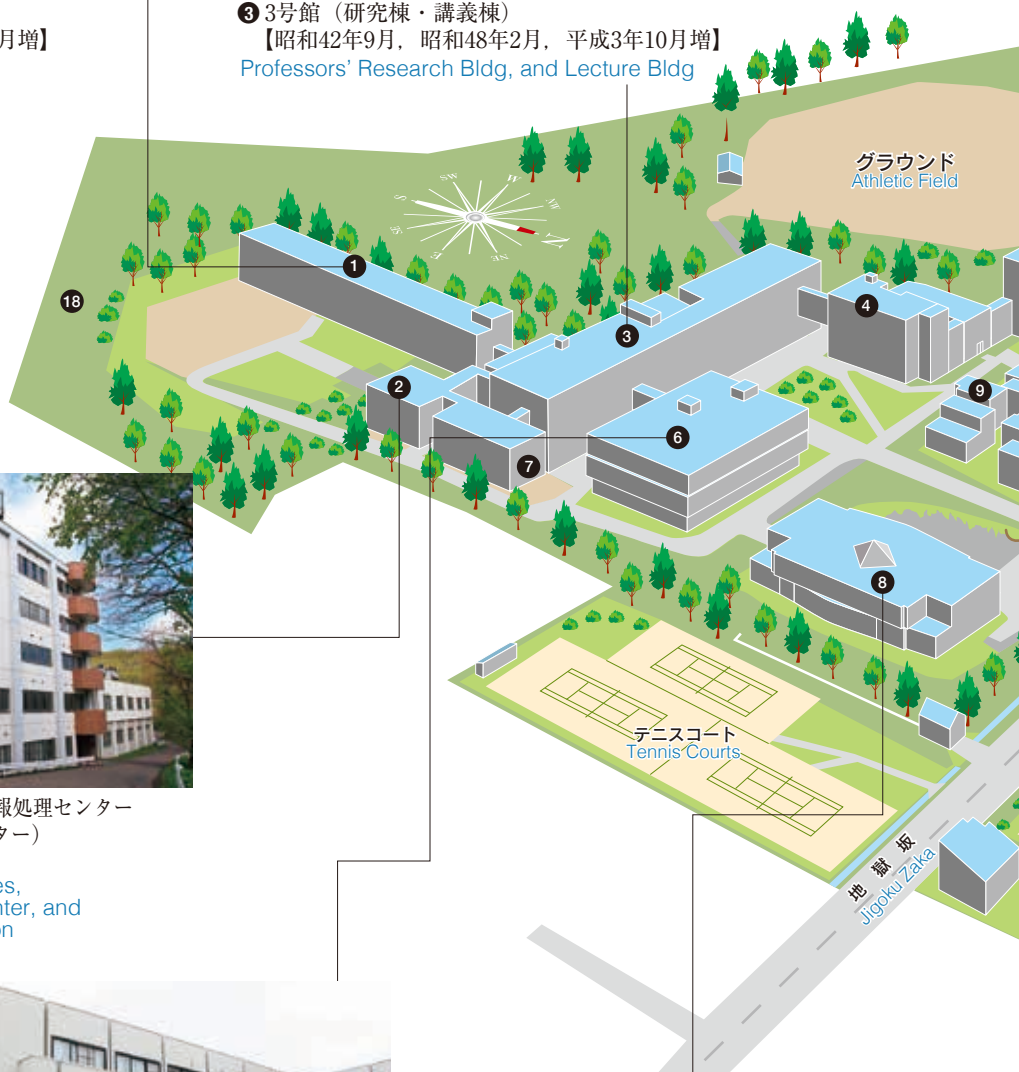 月増】
❸ 3号館（研究棟・講義棟）
【昭和42年9月，昭和48年2月，平成3年10月増】
Professors’ Research Bldg, and Lecture Bldg
グラウンド
Athletic Field
S
SW
W
NW
N
NE
E
SE
1
18
3
4
2
9
6
7
8
テニスコート
Tennis Courts
報処理センター
ター）
es,
nter, and
on
地獄坂
Jigoku Zaka